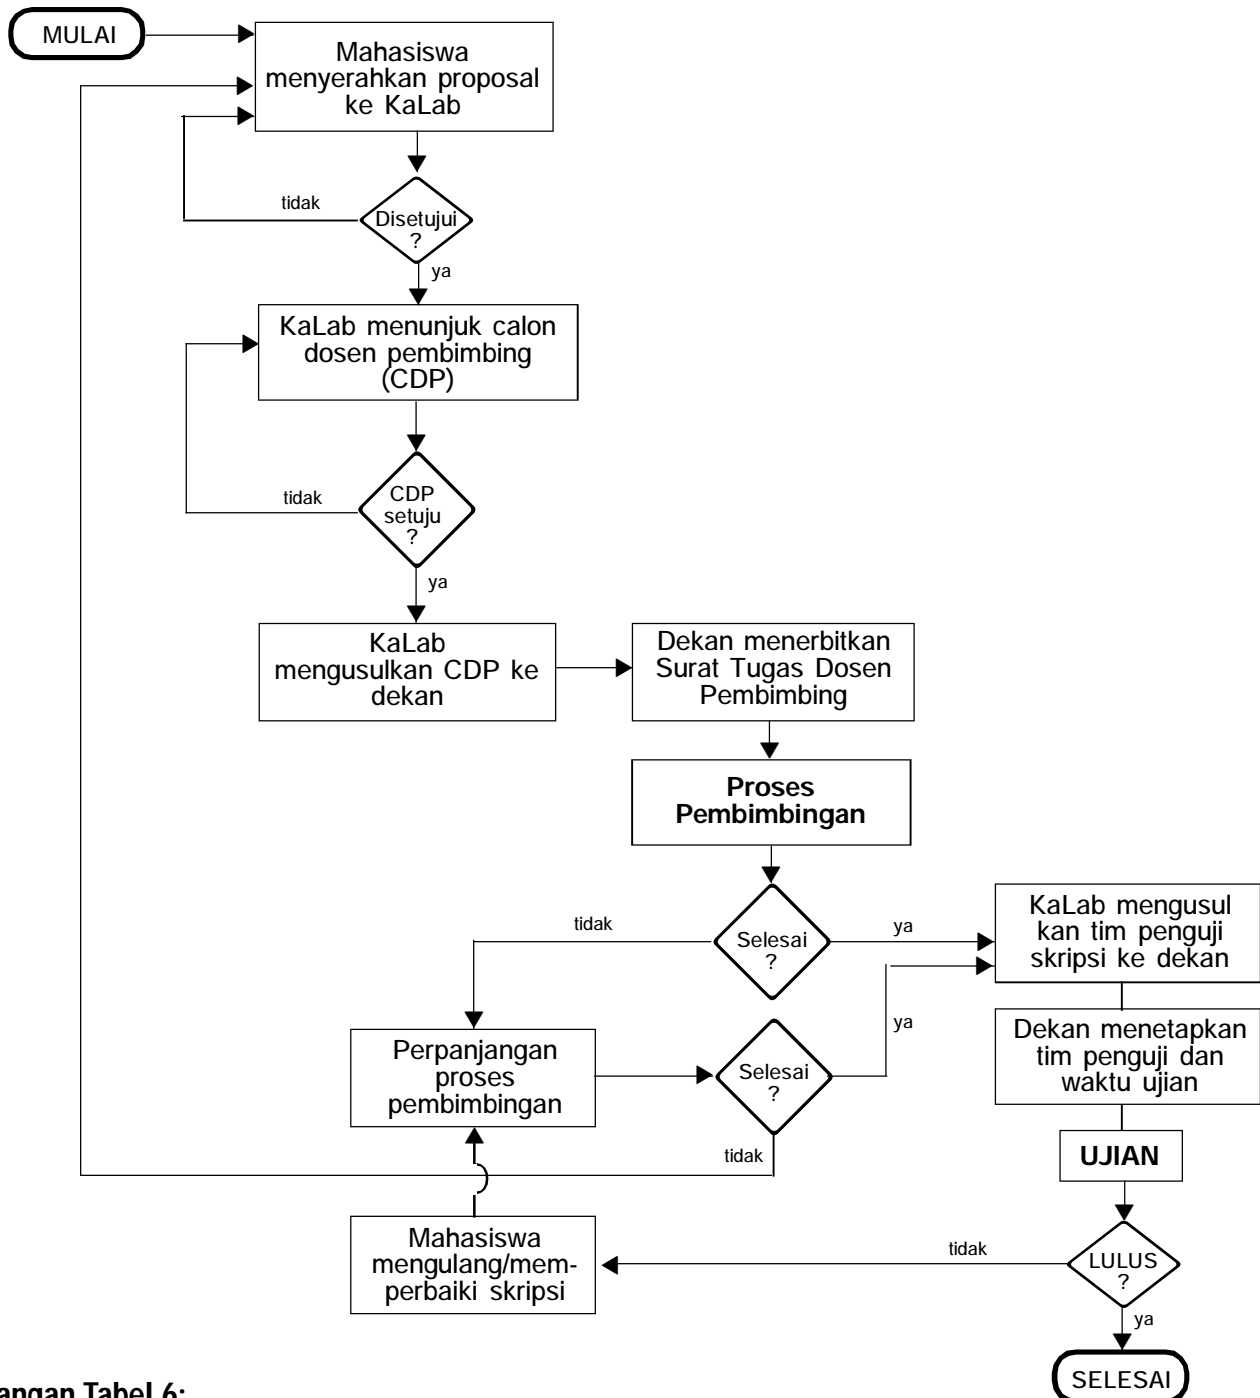 MULAI
Mahasiswa
menyerahkan proposal
ke KaLab
tidak
Disetujui
?
ya
KaLab menunjuk calon
dosen pembimbing
(CDP)
tidak
CDP
setuju
?
ya
KaLab
mengusulkan CDP ke
dekan
Dekan menerbitkan
Surat Tugas Dosen
Pembimbing
Proses
Pembimbingan
tidak
Selesai
?
ya
KaLab mengusul
kan tim penguji
skripsi ke dekan
Perpanjangan
proses
pembimbingan
Selesai
?
ya
tidak
Dekan menetapkan
tim penguji dan
waktu ujian
UJIAN
Mahasiswa
mengulang/mem-
perbaiki skripsi
tidak
LULUS
?
ya
SELESAI
angan Tabel 6: